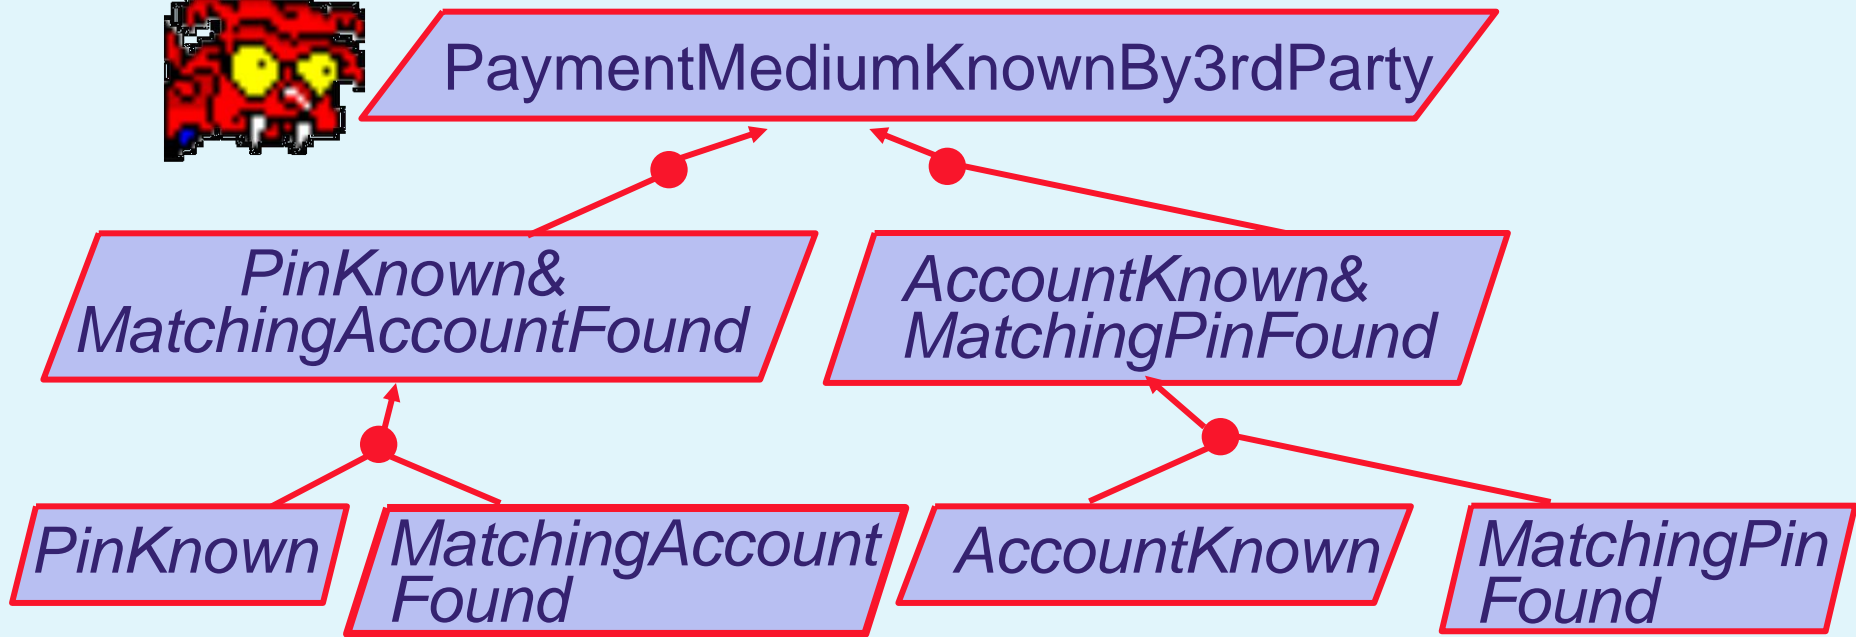 PaymentMediumKnownBy3rdParty
PinKnown&
MatchingAccountFound
AccountKnown&
MatchingPinFound
PinKnown
MatchingAccount
Found
AccountKnown
MatchingPin
Found